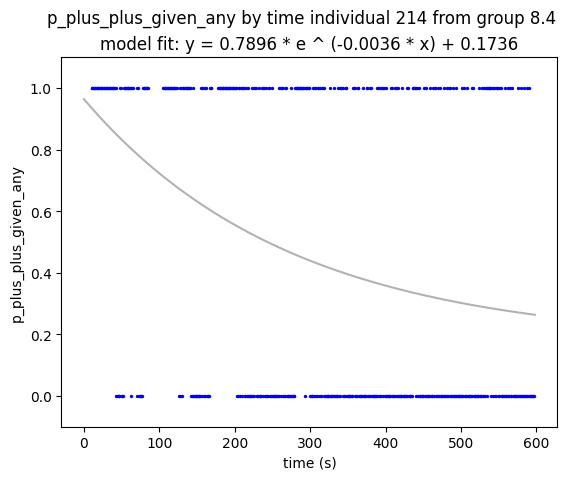 p_plus_plus_given_any by time individual 214 from group 8.4
model fit: y = 0.7896 * e ^ (-0.0036 * x) + 0.1736
1.0
0.8
0.6
0.4
0.2
0.0
p_plus_plus_given_any
0 100 200 300 400 500 600
time (s)